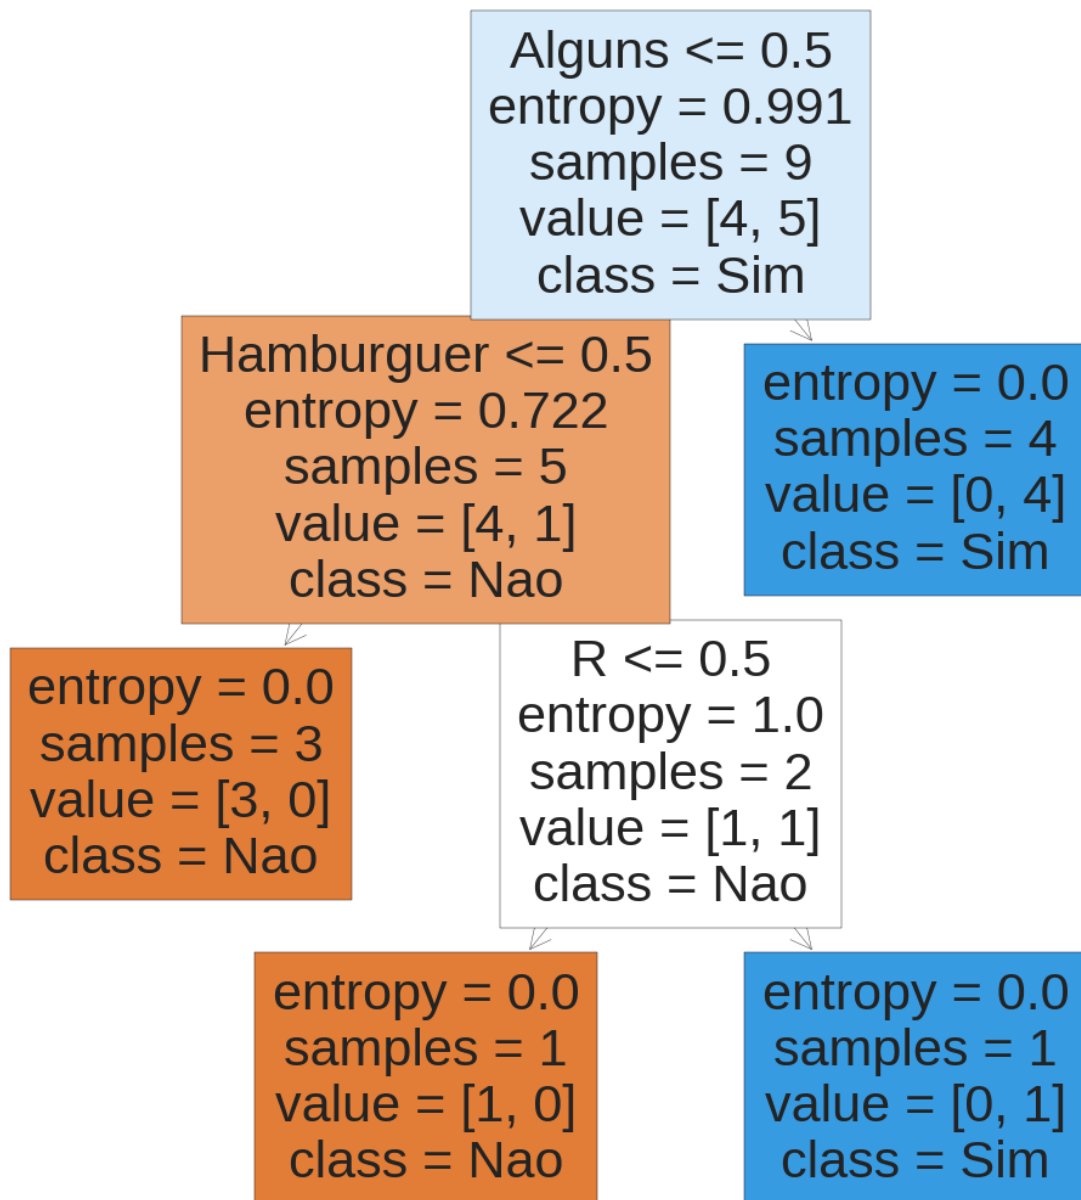 Alguns <= 0.5
entropy = 0.991
samples = 9
value = [4, 5]
class = Sim
Hamburguer <= 0.5
entropy = 0.722
samples = 5
value = [4, 1]
class = Nao
entropy = 0.0
samples = 4
value = [0, 4]
class = Sim
entropy = 0.0
samples = 3
value = [3, 0]
class = Nao
R <= 0.5
entropy = 1.0
samples = 2
value = [1, 1]
class = Nao
entropy = 0.0
samples = 1
value = [1, 0]
class = Nao
entropy = 0.0
samples = 1
value = [0, 1]
class = Sim